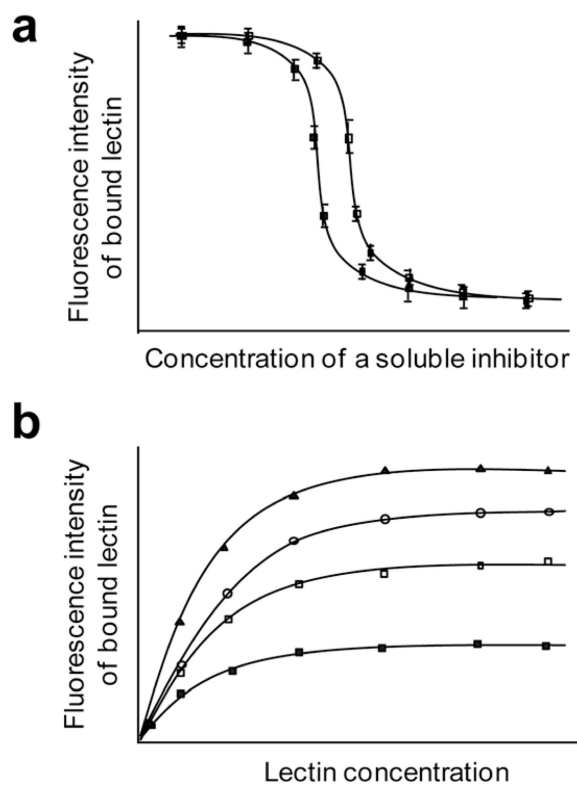 a
Fluorescence intensity
of bound lectin
Concentration of a soluble inhibitor
b
Fluorescence intensity
of bound lectin
Lectin concentration